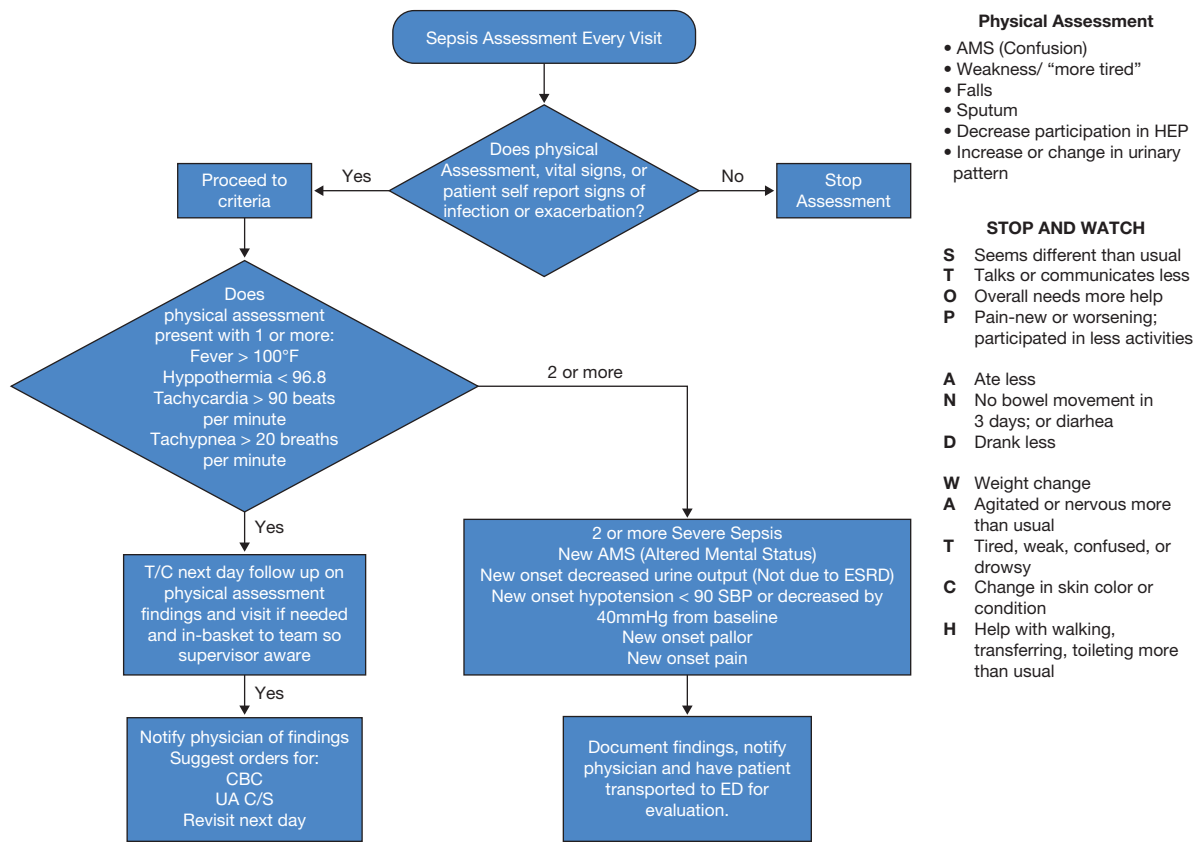 Sepsis Assessment Every Visit
Does physical
Assessment, vital signs, or
patient self report signs of
infection or exacerbation?
Yes
No
Proceed to
criteria
Stop
Assessment
Does
physical assessment
present with 1 or more:
Fever > 100°F
Hyppothermia < 96.8
Tachycardia > 90 beats
per minute
Tachypnea > 20 breaths
per minute
2 or more
Yes
T/C next day follow up on
physical assessment
findings and visit if needed
and in-basket to team so
supervisor aware
Yes
Notify physician of findings
Suggest orders for:
CBC
UA C/S
Revisit next day
2 or more Severe Sepsis
New AMS (Altered Mental Status)
New onset decreased urine output (Not due to ESRD)
New onset hypotension < 90 SBP or decreased by
40mmHg from baseline
New onset pallor
New onset pain
Document findings, notify
physician and have patient
transported to ED for
evaluation.
Physical Assessment
• AMS (Confusion)
• Weakness/ “more tired”
• Falls
• Sputum
• Decrease participation in HEP
• Increase or change in urinary
pattern
STOP AND WATCH
S Seems different than usual
T Talks or communicates less
O Overall needs more help
P Pain-new or worsening;
participated in less activities
A Ate less
N No bowel movement in
3 days; or diarhea
D Drank less
W Weight change
A Agitated or nervous more
than usual
T Tired, weak, confused, or
drowsy
C Change in skin color or
condition
H Help with walking,
transferring, toileting more
than usual